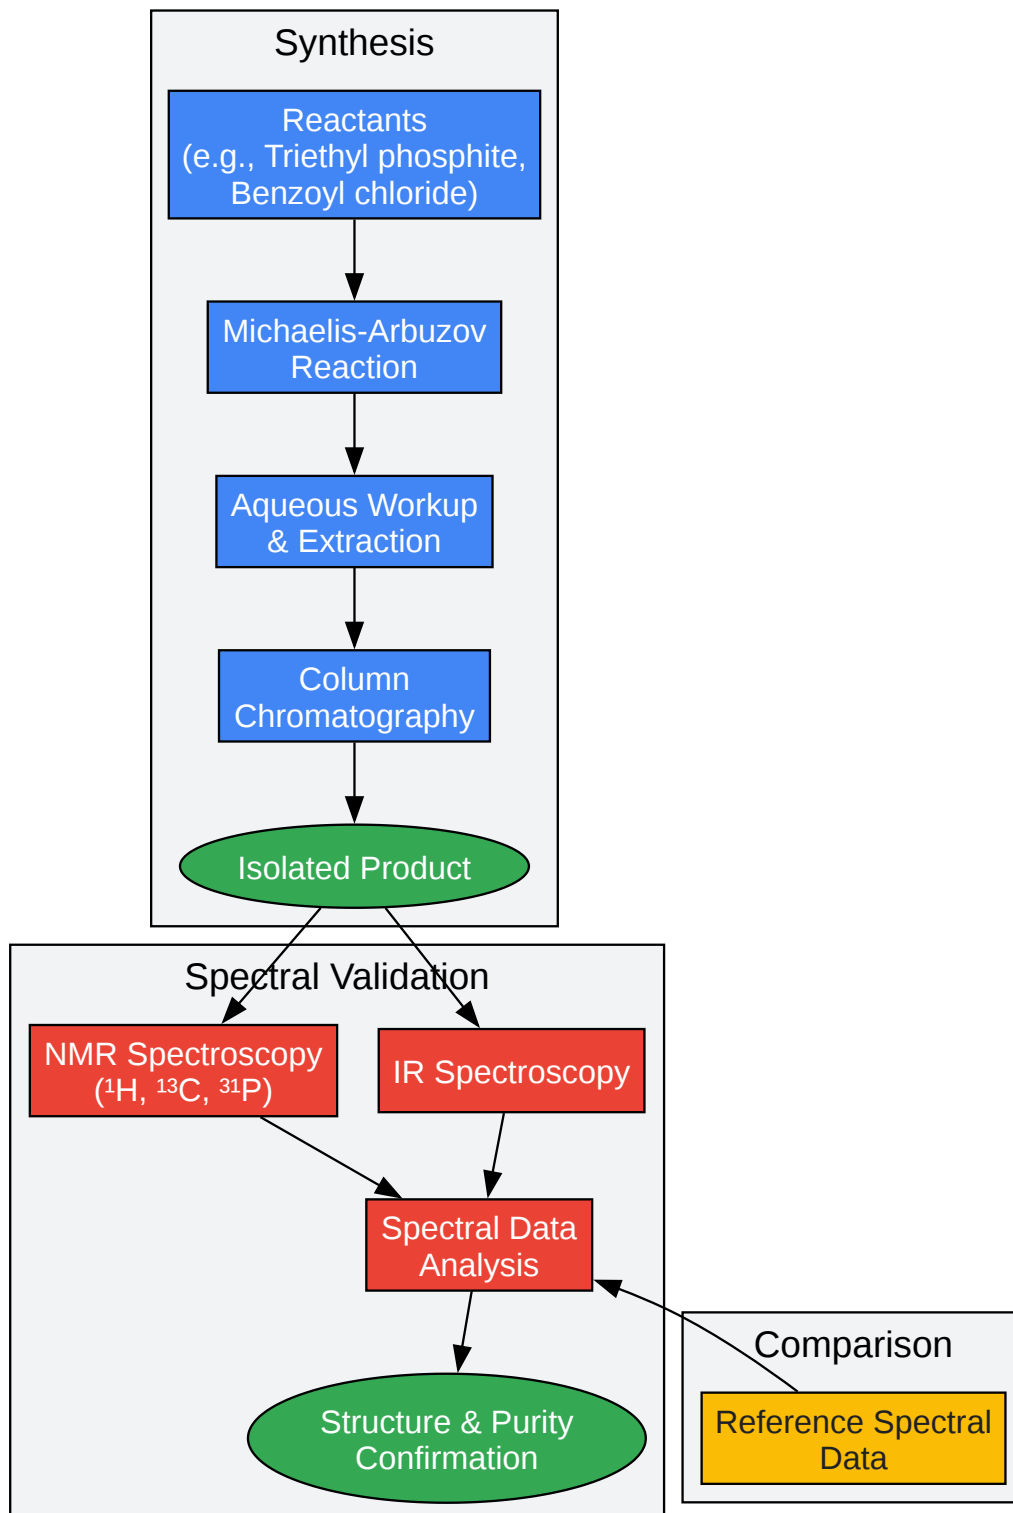 Synthesis
Reactants
(e.g., Triethyl phosphite,
Benzoyl chloride)
Michaelis-Arbuzov
Reaction
Aqueous Workup
& Extraction
Column
Chromatography
Isolated Product
Spectral Validation
NMR Spectroscopy
(¹H, ¹³C, ³¹P)
IR Spectroscopy
Spectral Data
Analysis
Structure & Purity
Confirmation
Comparison
Reference Spectral
Data